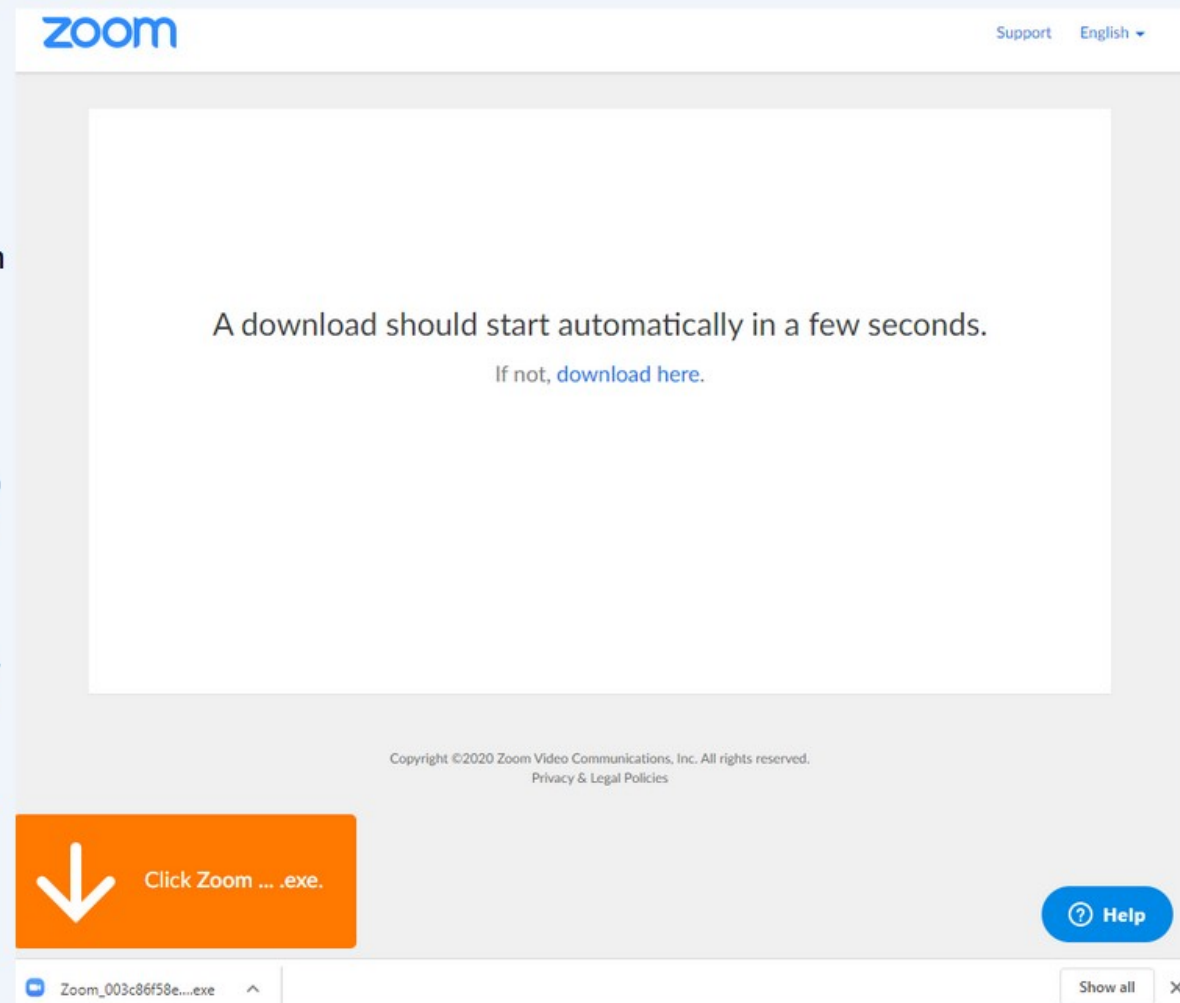 zoom
Support English
A download should start automatically in a few seconds.
If not, download here.
Copyright ©2020 Zoom Video Communications, Inc. All rights reserved.
Privacy & Legal Policies
Click Zoom ... .exe.
Help
Zoom_003c86f58e....exe
Show all